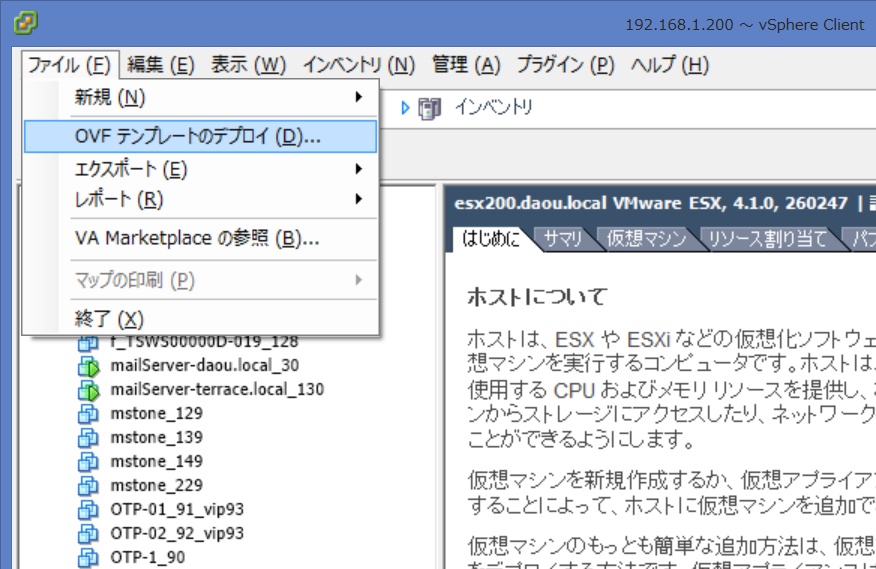 192.168.1.200 ～ vSphere Client
ファイル (F) 編集 (E) 表示 (W) インベントリ (N) 管理 (A) プラグイン (P) ヘルプ (H)
新規 (N)
インベントリ
OVF テンプレートのデプロイ (D)...
エクスポート (E)
レポート (R)
VA Marketplace の参照 (B)...
マップの印刷 (P)
終了 (X)
f_TSWS00000D-019_128
mailServer-daou.local_30
mailServer-terrace.local_130
mstone_129
mstone_139
mstone_149
mstone_229
OTP-01_91_vip93
OTP-02_92_vip93
OTP-1_90
esx200.daou.local VMware ESX, 4.1.0, 260247 |
はじめに サマリ 仮想マシン リソース割り当て パフ
ホストについて
ホストは、ESX や ESXi などの仮想化ソフトウェ
想マシンを実行するコンピュータです。ホストは、
使用する CPU およびメモリ リソースを提供し、
ンからストレージにアクセスしたり、ネットワーク
ことができるようにします。
仮想マシンを新規作成するか、仮想アプライア
することによって、ホストに仮想マシンを追加で
仮想マシンのもっとも簡単な追加方法は、仮想